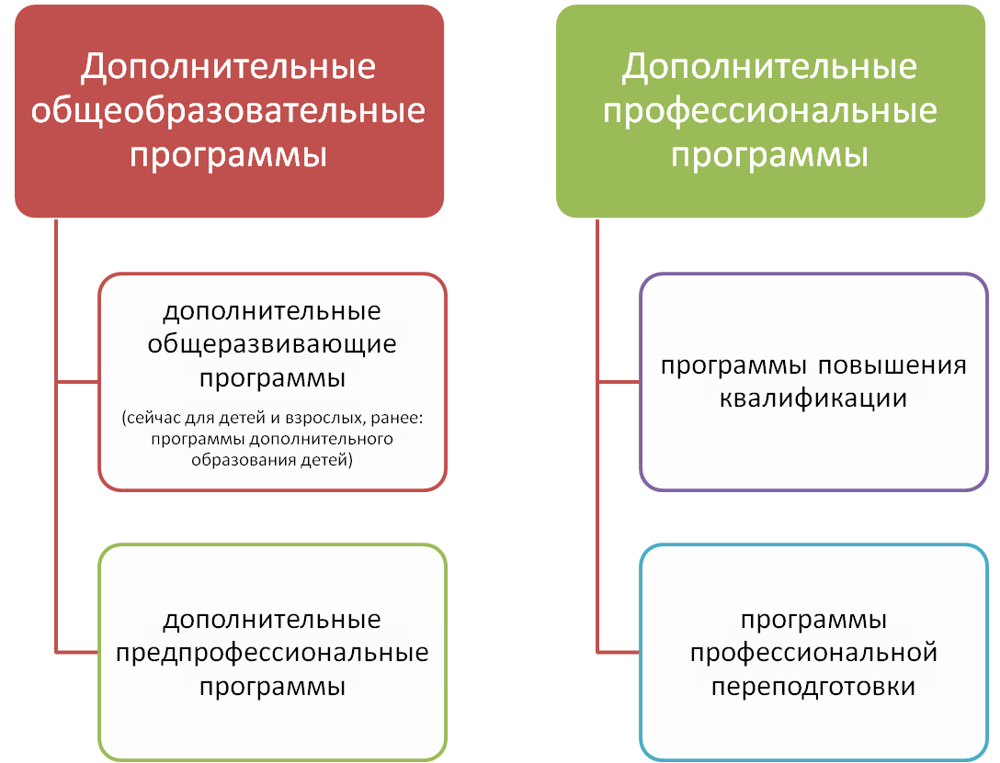 Дополнительные
общеобразовательные
программы
дополнительные
общеразвивающие
программы
(сейчас для детей и взрослых, ранее:
программы дополнительного
образования детей)
дополнительные
предпрофессиональные
программы
Дополнительные
профессиональные
программы
программы повышения
квалификации
программы
профессиональной
переподготовки